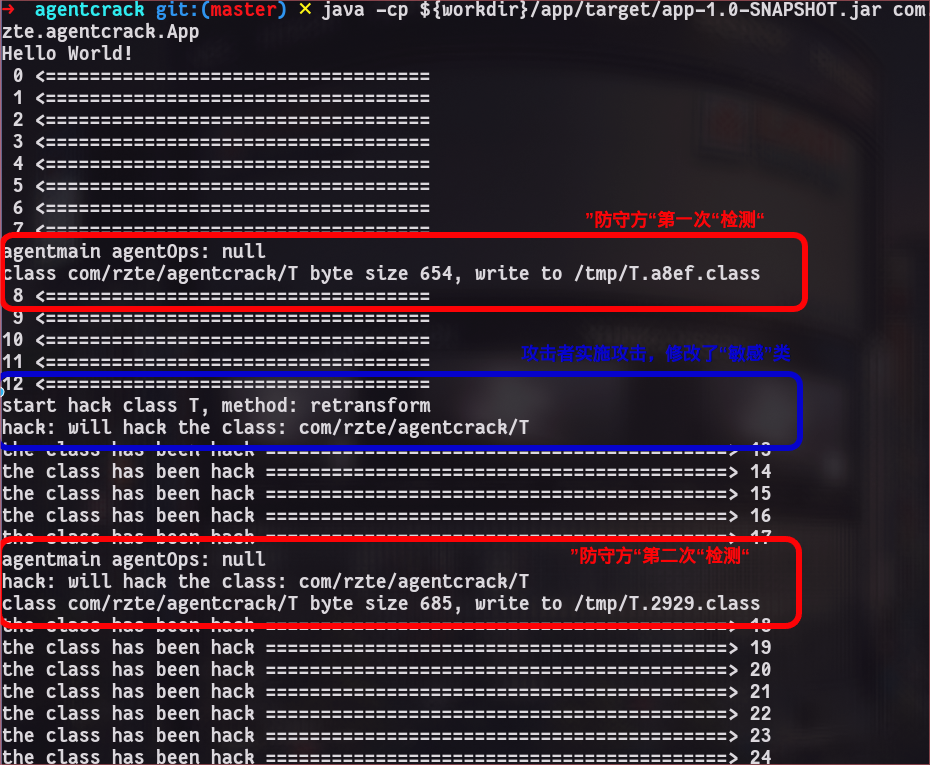 → agentcrack git:(master) ✗ java -cp ${workdir}/app/target/app-1.0-SNAPSHOT.jar com.
zte.agentcrack.App
Hello World!
0 <===================================
1 <===================================
2 <===================================
3 <===================================
4 <===================================
5 <===================================
6 <===================================
7 <===================================
”防守方“第一次“检测“
agentmain agentOps: null
class com/rzte/agentcrack/T byte size 654, write to /tmp/T.a8ef.class
8 <===================================
9 <===================================
10 <===================================
攻击者实施攻击，修改了“敏感”类
11 <===================================
12 <===================================
start hack class T, method: retransform
hack: will hack the class: com/rzte/agentcrack/T
the class has been hack ==========================================> 13
the class has been hack ==========================================> 14
the class has been hack ==========================================> 15
the class has been hack ==========================================> 16
the class has been hack ==========================================> 17
”防守方“第二次“检测“
agentmain agentOps: null
hack: will hack the class: com/rzte/agentcrack/T
class com/rzte/agentcrack/T byte size 685, write to /tmp/T.2929.class
the class has been hack ==========================================> 18
the class has been hack ==========================================> 19
the class has been hack ==========================================> 20
the class has been hack ==========================================> 21
the class has been hack ==========================================> 22
the class has been hack ==========================================> 23
the class has been hack ==========================================> 24